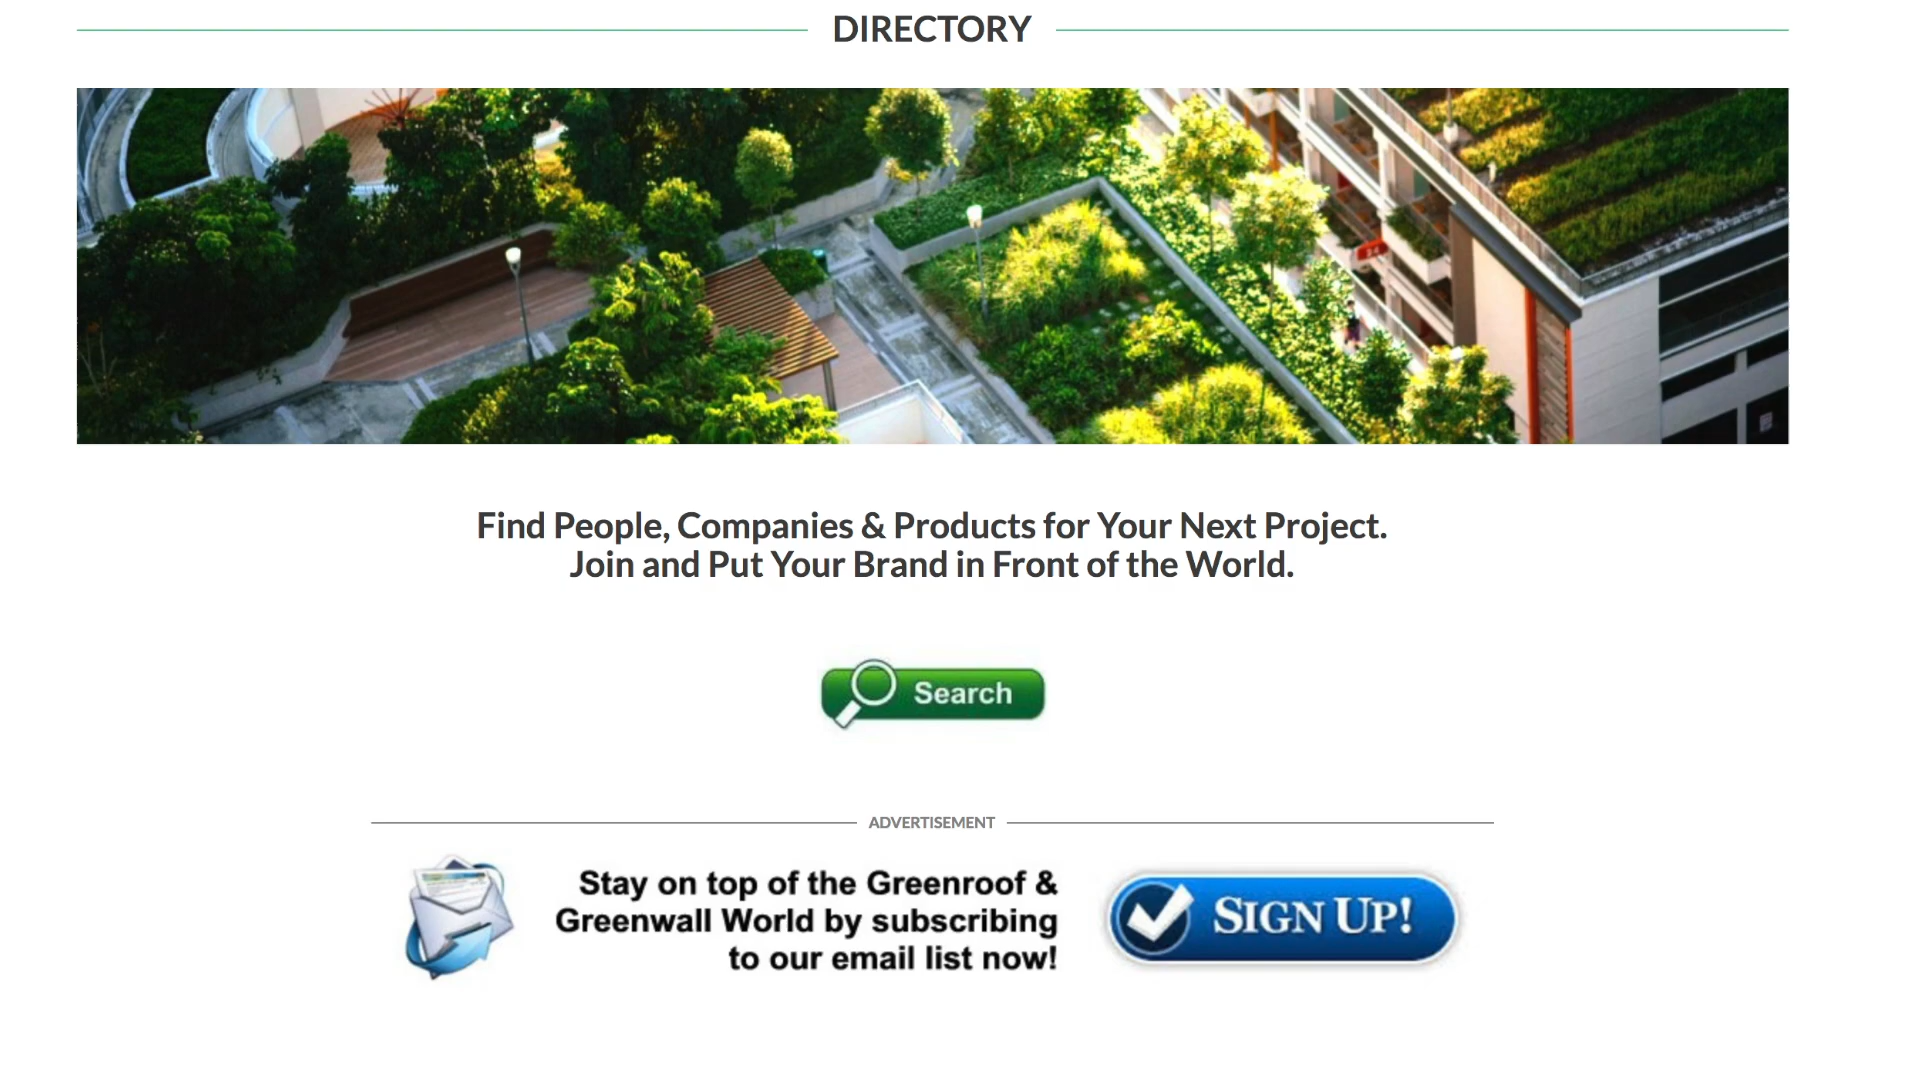 DIRECTORY
Find People, Companies & Products for Your Next Project.
Join and Put Your Brand in Front of the World.
Search
ADVERTISEMENT
Stay on top of the Greenroof &
Greenwall World by subscribing
to our email list now!
SIGN UP!